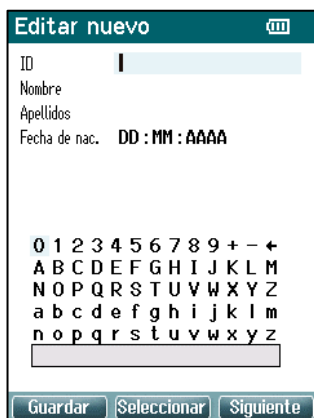 Editar nuevo
ID
Nombre
Apellidos
Fecha de nac. DD:MM:AAAA
0 1 2 3 4 5 6 7 8 9 + - ←
A B C D E F G H I J K L M
N O P Q R S T U V W X Y Z
a b c d e f g h i j k l m
n o p q r s t u v w x y z
Guardar Seleccionar Siguiente